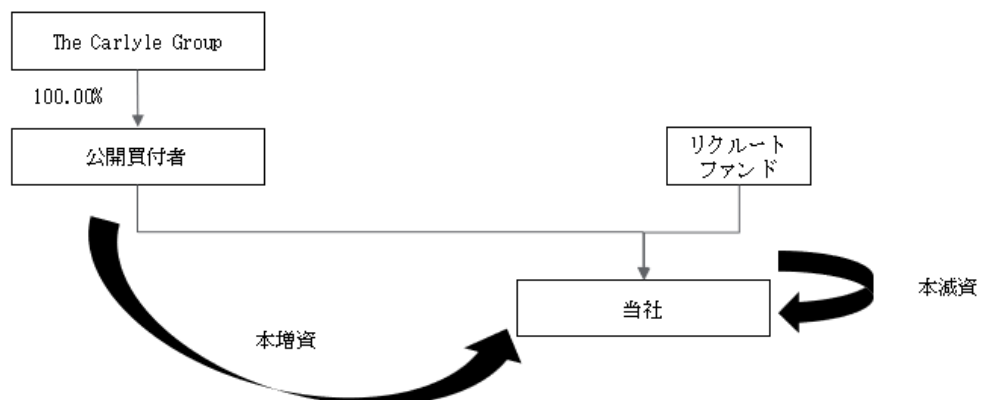 The Carlyle Group
100.00%
公開買付者
リクルート
ファンド
当社
本減資
本増資